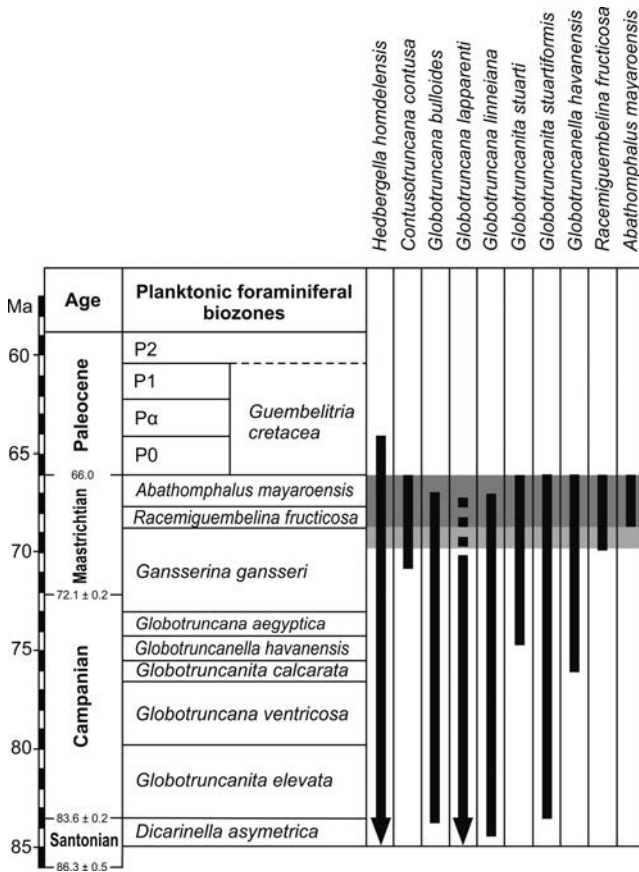 Hedbergella homdelensis
Contusotruncana contusa
Globotruncana bulloides
Globotruncana lapparenti
Globotruncana linneiana
Globotruncanita stuarti
Globotruncanita stuartiformis
Globotruncanella havanensis
Racemiguembelina fructicosa
Abathomphalus mayaroensis
Ma
Age
Planktonic foraminiferal
biozones
60
65
70
75
80
85
Paleocene
66.0
Maastrichtian
72.1 ± 0.2
Campanian
83.6 ± 0.2
Santonian
86.3 ± 0.5
P2
P1
Pα
P0
Guembelitria
cretacea
Abathomphalus mayaroensis
Racemiguembelina fructicosa
Gansserina gansseri
Globotruncana aegyptica
Globotruncanella havanensis
Globotruncanita calcarata
Globotruncana ventricosa
Globotruncanita elevata
Dicarinella asymetrica